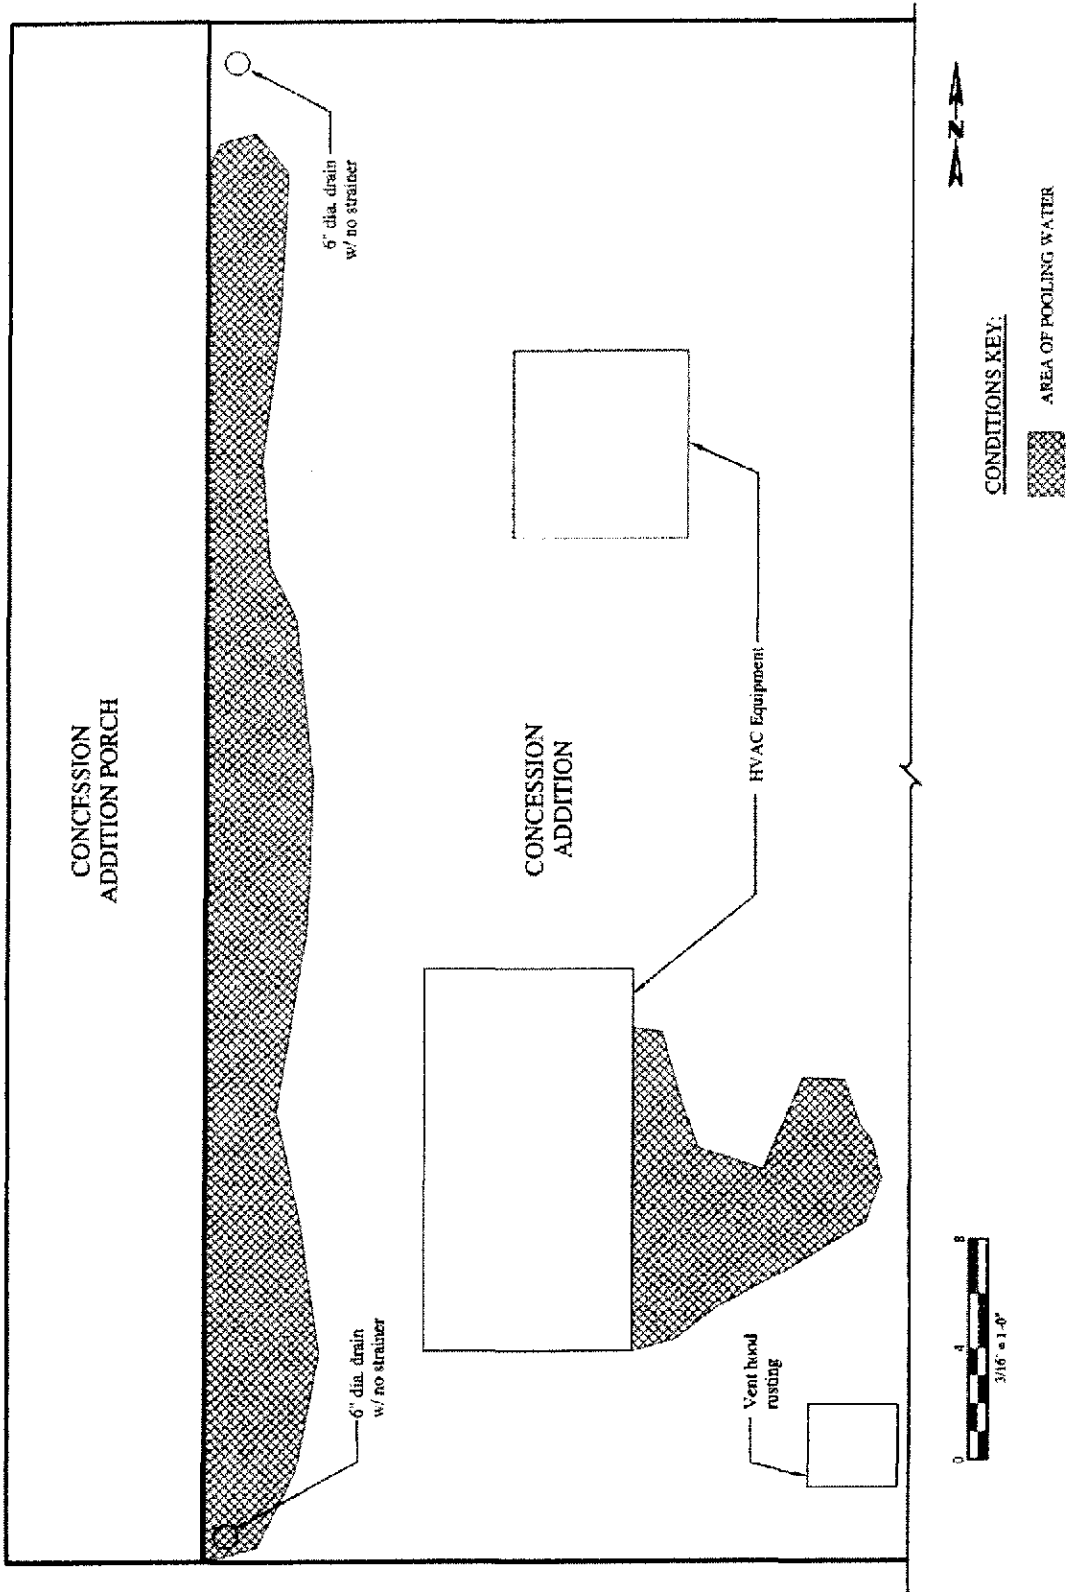 CONCESSION
ADDITION PORCH
6" dia. drain
w/ no strainer
6" dia. drain
w/ no strainer
CONCESSION
ADDITION
HVAC Equipment
Vent hood
rusting
N
CONDITIONS KEY:
AREA OF POOLING WATER
0 4 8
3/16" = 1'-0"